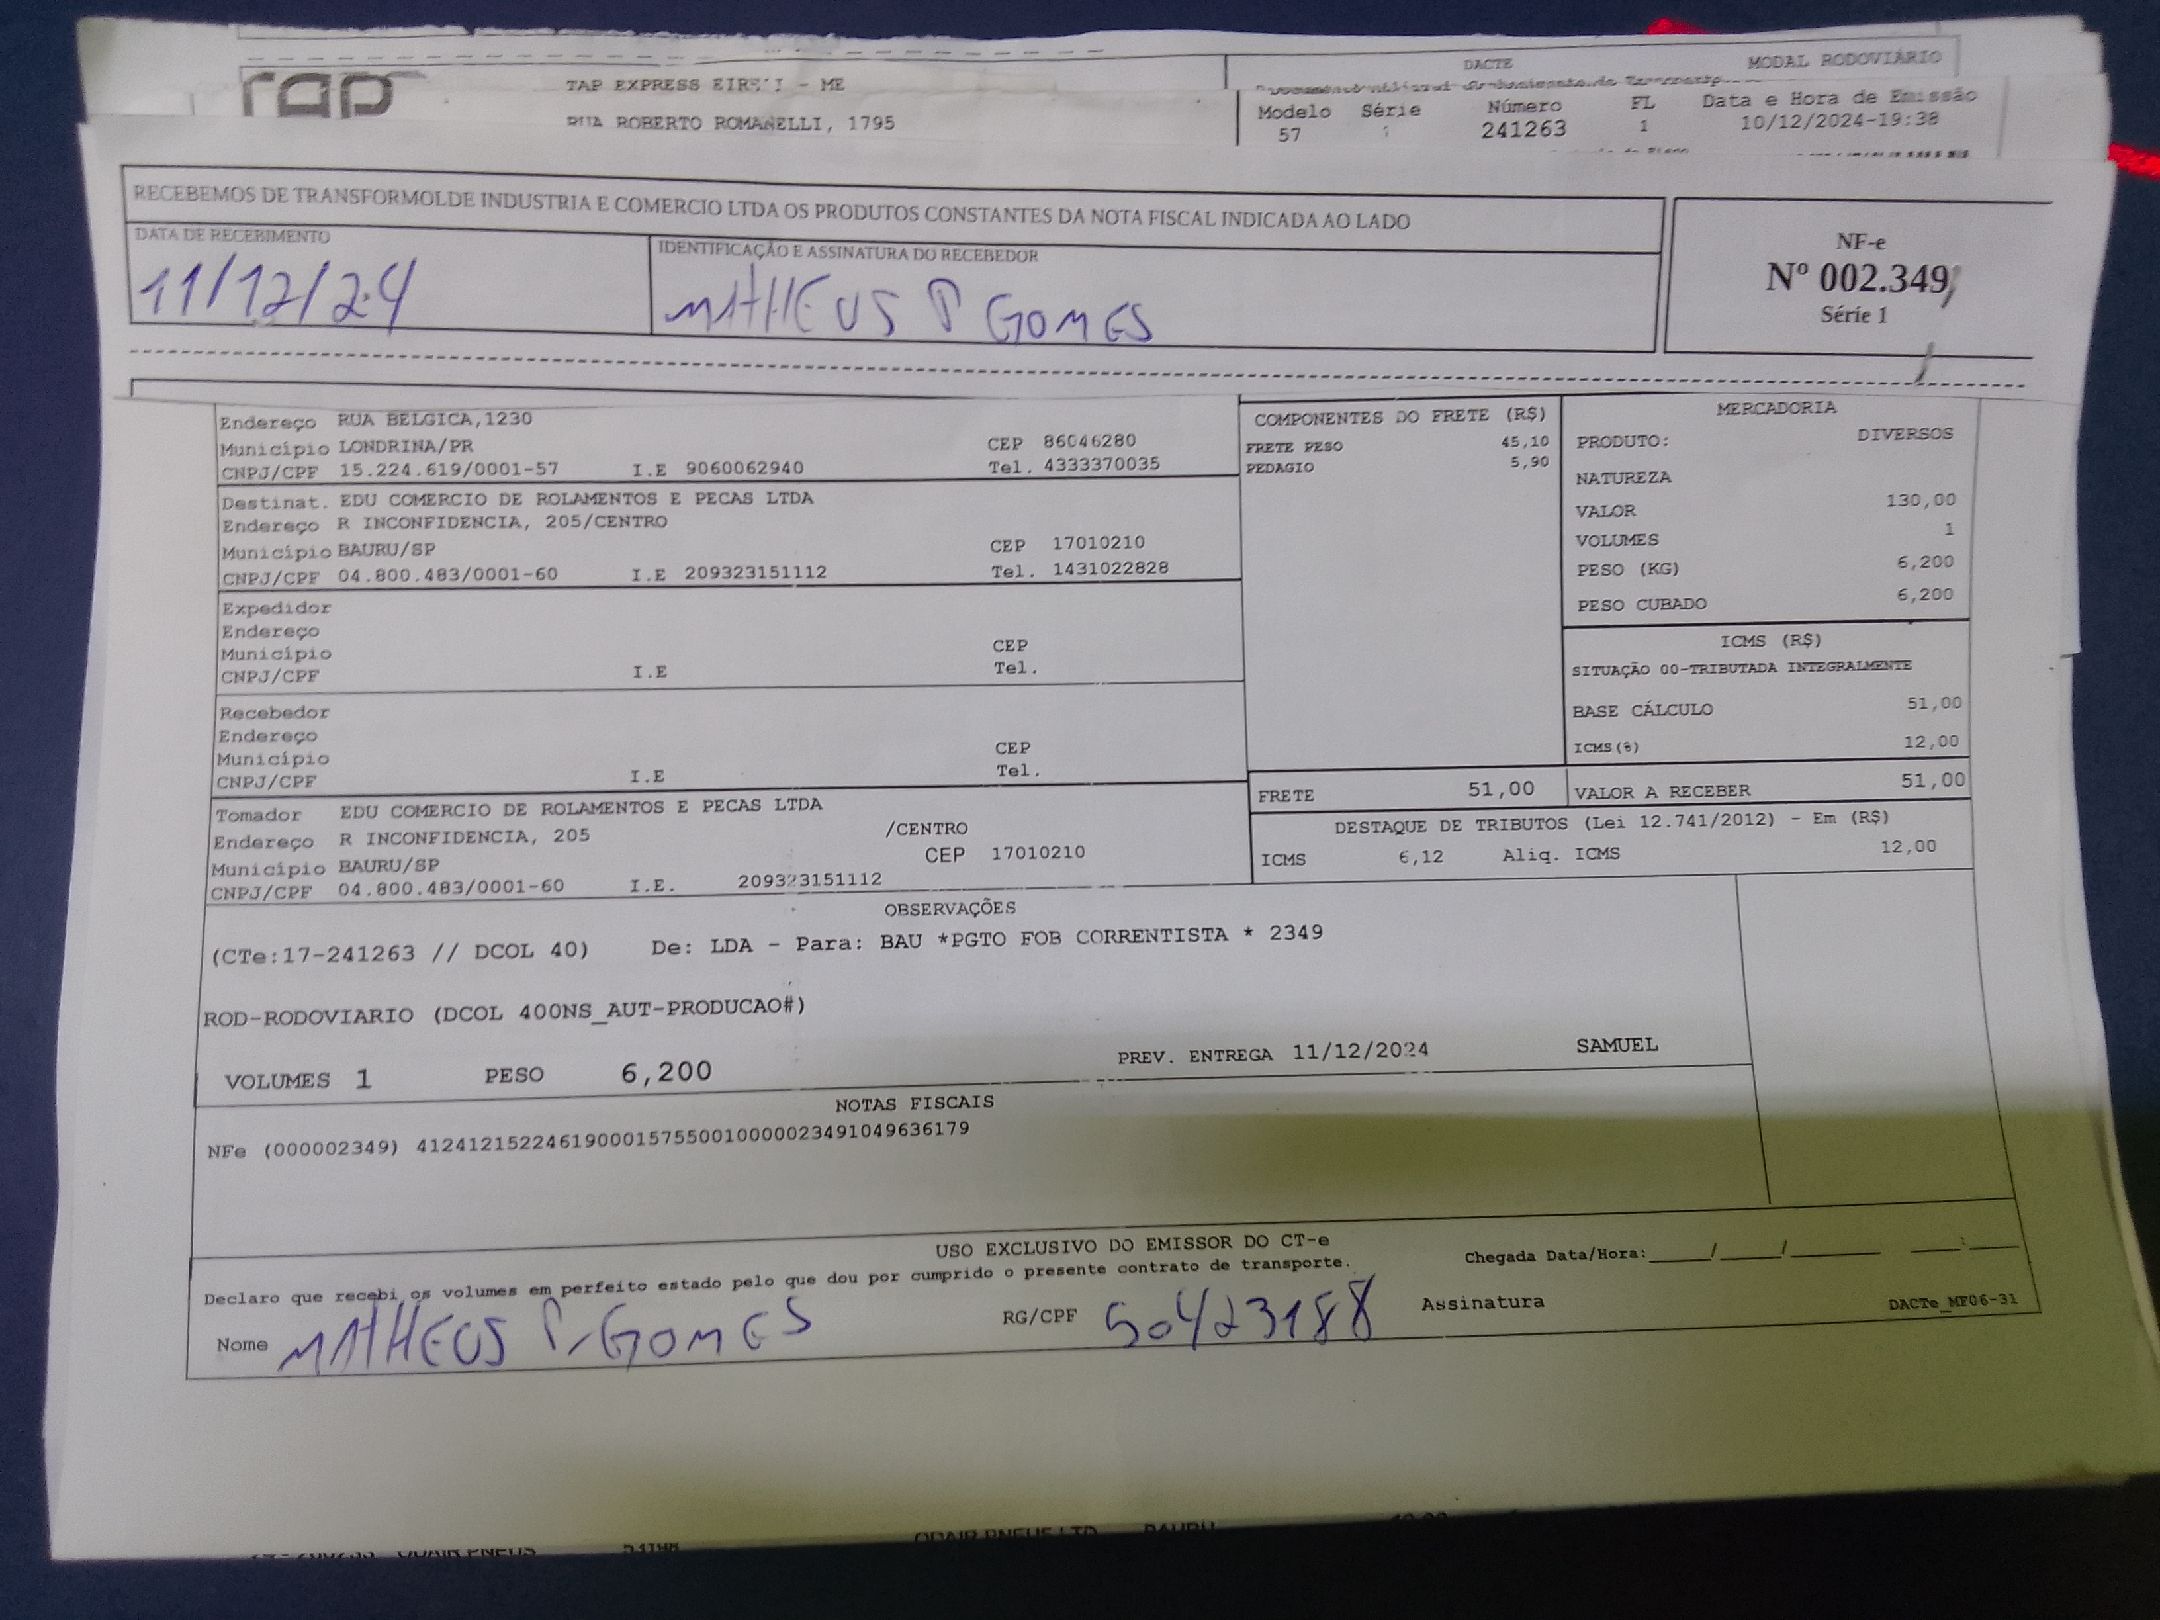 TAP EXPRESS EIRELI - ME
DACTE
MODAL RODOVIÁRIO
RUA ROBERTO ROMANELLI, 1795
Modelo Série Número FL Data e Hora de Emissão
57 1 241263 1 10/12/2024-19:38
RECEBEMOS DE TRANSFORMOLDE INDUSTRIA E COMERCIO LTDA OS PRODUTOS CONSTANTES DA NOTA FISCAL INDICADA AO LADO
DATA DE RECEBIMENTO
11/12/24
IDENTIFICAÇÃO E ASSINATURA DO RECEBEDOR
MATHEUS P GOMES
NF-e
Nº 002.349
Série 1
Endereço RUA BELGICA,1230
Município LONDRINA/PR CEP 86046280
CNPJ/CPF 15.224.619/0001-57 I.E 9060062940 Tel. 4333370035
Destinat. EDU COMERCIO DE ROLAMENTOS E PECAS LTDA
Endereço R INCONFIDENCIA, 205/CENTRO
Município BAURU/SP CEP 17010210
CNPJ/CPF 04.800.483/0001-60 I.E 209323151112 Tel. 1431022828
Expedidor
Endereço
Município CEP
CNPJ/CPF I.E Tel.
Recebedor
Endereço
Município CEP
CNPJ/CPF I.E Tel.
Tomador EDU COMERCIO DE ROLAMENTOS E PECAS LTDA
Endereço R INCONFIDENCIA, 205 /CENTRO
Município BAURU/SP CEP 17010210
CNPJ/CPF 04.800.483/0001-60 I.E. 209323151112
COMPONENTES DO FRETE (R$)
FRETE PESO 45,10
PEDAGIO 5,90
MERCADORIA
PRODUTO: DIVERSOS
NATUREZA
VALOR 130,00
VOLUMES 1
PESO (KG) 6,200
PESO CUBADO 6,200
ICMS (R$)
SITUAÇÃO 00-TRIBUTADA INTEGRALMENTE
BASE CÁLCULO 51,00
ICMS(%) 12,00
FRETE 51,00 VALOR A RECEBER 51,00
DESTAQUE DE TRIBUTOS (Lei 12.741/2012) - Em (R$)
ICMS 6,12 Aliq. ICMS 12,00
OBSERVAÇÕES
(CTe:17-241263 // DCOL 40) De: LDA - Para: BAU *PGTO FOB CORRENTISTA * 2349
ROD-RODOVIARIO (DCOL 400NS_AUT-PRODUCAO#)
VOLUMES 1 PESO 6,200 PREV. ENTREGA 11/12/2024 SAMUEL
NOTAS FISCAIS
NFe (000002349) 41241215224619000157550010000023491049636179
USO EXCLUSIVO DO EMISSOR DO CT-e
Declaro que recebi os volumes em perfeito estado pelo que dou por cumprido o presente contrato de transporte.
Chegada Data/Hora:_____/_____/_______ ____:____
Nome MATHEUS P. GOMES RG/CPF 50423188 Assinatura
DACTe_MF06-31